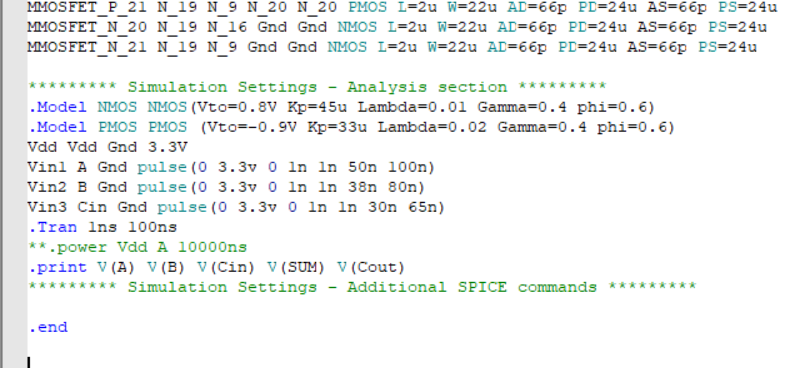 MMOSFET_P_21 N_19 N_9 N_20 N_20 PMOS L=2u W=22u AD=66p PD=24u AS=66p PS=24u
MMOSFET_N_20 N_19 N_16 Gnd Gnd NMOS L=2u W=22u AD=66p PD=24u AS=66p PS=24u
MMOSFET_N_21 N_19 N_9 Gnd Gnd NMOS L=2u W=22u AD=66p PD=24u AS=66p PS=24u
********* Simulation Settings - Analysis section *********
.Model NMOS NMOS(Vto=0.8V Kp=45u Lambda=0.01 Gamma=0.4 phi=0.6)
.Model PMOS PMOS (Vto=-0.9V Kp=33u Lambda=0.02 Gamma=0.4 phi=0.6)
Vdd Vdd Gnd 3.3V
Vin1 A Gnd pulse(0 3.3v 0 1n 1n 50n 100n)
Vin2 B Gnd pulse(0 3.3v 0 1n 1n 38n 80n)
Vin3 Cin Gnd pulse(0 3.3v 0 1n 1n 30n 65n)
.Tran 1ns 100ns
**.power Vdd A 10000ns
.print V(A) V(B) V(Cin) V(SUM) V(Cout)
********* Simulation Settings - Additional SPICE commands *********
.end